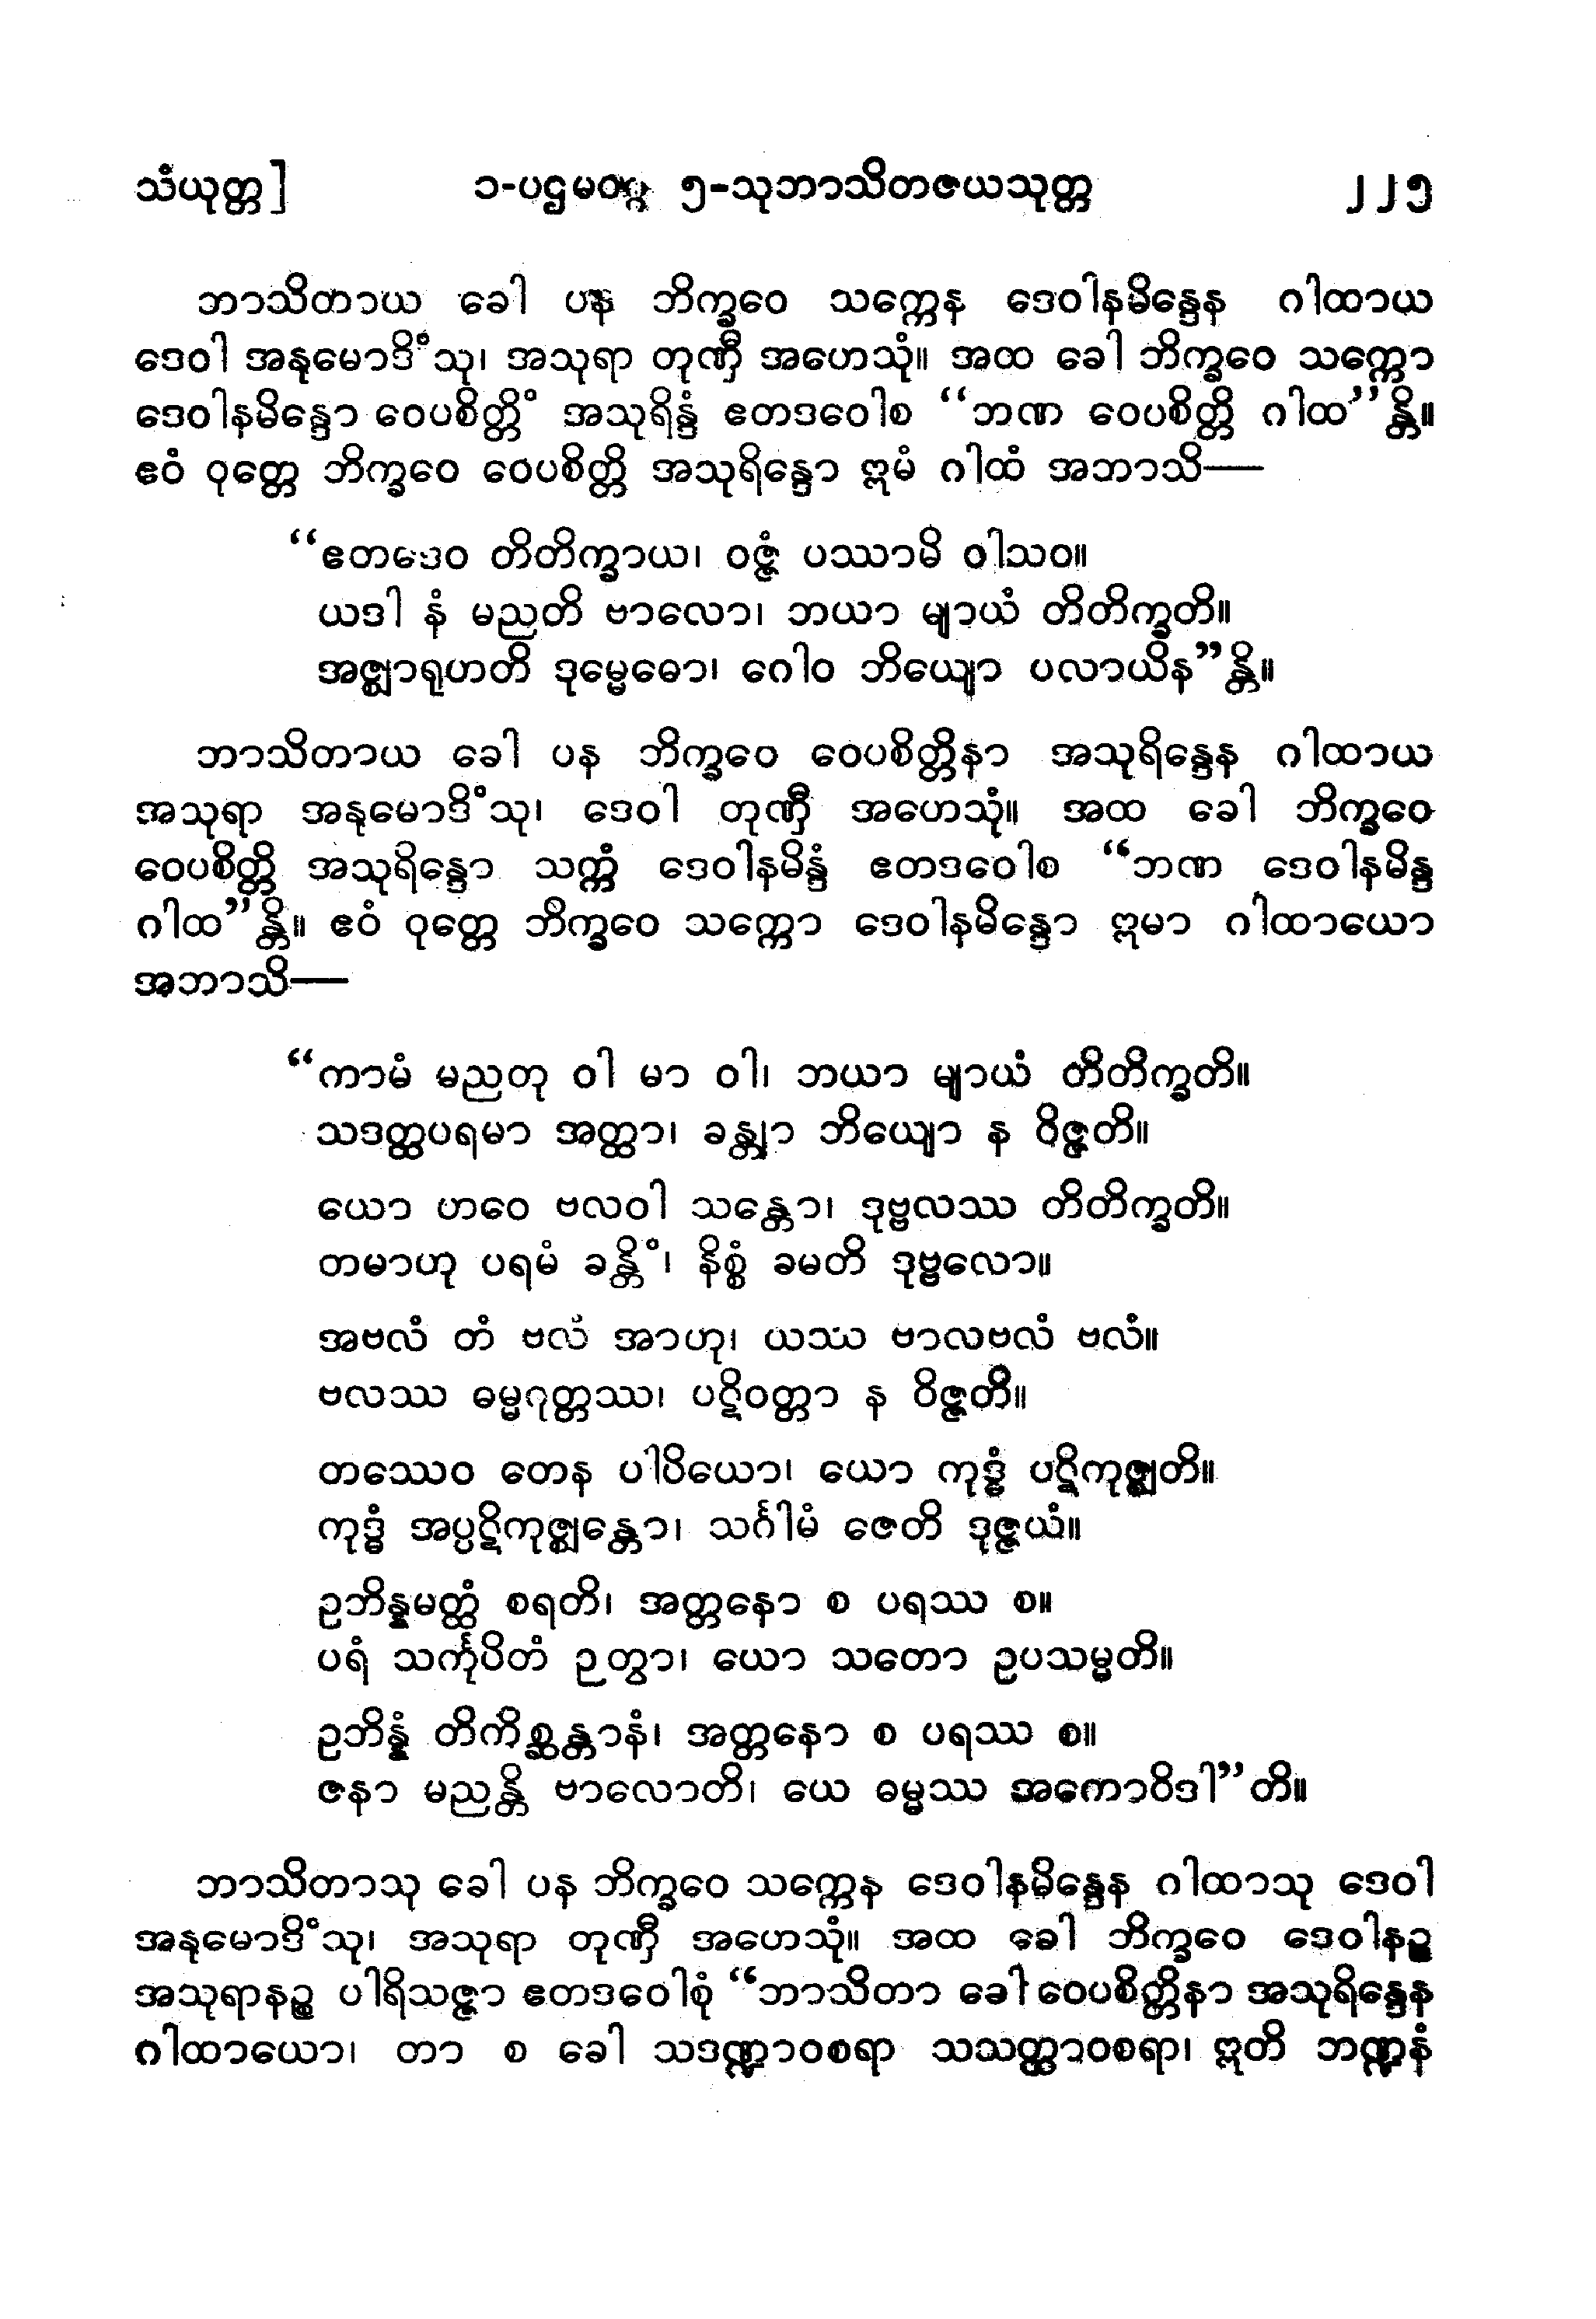 သံယုတ္တ] ၁-ပဌမဝဂ္ဂ ၅-သုဘာသိတဇယသုတ္တ ၂၂၅
ဘာသိတာယ ခေါ ပန ဘိက္ခဝေ သက္ကေန ဒေဝါနမိန္ဒေန ဂါထာယ
ဒေဝါ အနုမောဒိံသု၊ အသုရာ တုဏှီ အဟေသုံ။ အထ ခေါ ဘိက္ခဝေ သက္ကော
ဒေဝါနမိန္ဒော ဝေပစိတ္တိံ အသုရိန္ဒံ ဧတဒဝေါစ “ဘဏ ဝေပစိတ္တိ ဂါထ”န္တိ။
ဧဝံ ဝုတ္တေ ဘိက္ခဝေ ဝေပစိတ္တိ အသုရိန္ဒော ဣမံ ဂါထံ အဘာသိ—
“ဧတဒေဝ တိတိက္ခာယ၊ ဝဇ္ဇံ ပဿာမိ ဝါသဝ။
ယဒါ နံ မညတိ ဗာလော၊ ဘယာ မျာယံ တိတိက္ခတိ။
အဇ္ဈာရုဟတိ ဒုမ္မေဓော၊ ဂေါဝ ဘိယျော ပလာယိန”န္တိ။
ဘာသိတာယ ခေါ ပန ဘိက္ခဝေ ဝေပစိတ္တိနာ အသုရိန္ဒေန ဂါထာယ
အသုရာ အနုမောဒိံသု၊ ဒေဝါ တုဏှီ အဟေသုံ။ အထ ခေါ ဘိက္ခဝေ
ဝေပစိတ္တိ အသုရိန္ဒော သက္ကံ ဒေဝါနမိန္ဒံ ဧတဒဝေါစ “ဘဏ ဒေဝါနမိန္ဒ
ဂါထ”န္တိ။ ဧဝံ ဝုတ္တေ ဘိက္ခဝေ သက္ကော ဒေဝါနမိန္ဒော ဣမာ ဂါထာယော
အဘာသိ—
“ကာမံ မညတု ဝါ မာ ဝါ၊ ဘယာ မျာယံ တိတိက္ခတိ။
သဒတ္ထပရမာ အတ္ထာ၊ ခန္တျာ ဘိယျော န ဝိဇ္ဇတိ။
ယော ဟဝေ ဗလဝါ သန္တော၊ ဒုဗ္ဗလဿ တိတိက္ခတိ။
တမာဟု ပရမံ ခန္တိံ၊ နိစ္စံ ခမတိ ဒုဗ္ဗလော။
အဗလံ တံ ဗလံ အာဟု၊ ယဿ ဗာလဗလံ ဗလံ။
ဗလဿ ဓမ္မဂုတ္တဿ၊ ပဋိဝတ္တာ န ဝိဇ္ဇတိ။
တဿေဝ တေန ပါပိယော၊ ယော ကုဒ္ဓံ ပဋိကုဇ္ဈတိ။
ကုဒ္ဓံ အပ္ပဋိကုဇ္ဈန္တော၊ သင်္ဂါမံ ဇေတိ ဒုဇ္ဇယံ။
ဥဘိန္နမတ္ထံ စရတိ၊ အတ္တနော စ ပရဿ စ။
ပရံ သင်္ကုပိတံ ဉတွာ၊ ယော သတော ဥပသမ္မတိ။
ဥဘိန္နံ တိကိစ္ဆန္တာနံ၊ အတ္တနော စ ပရဿ စ။
ဇနာ မညန္တိ ဗာလောတိ၊ ယေ ဓမ္မဿ အကောဝိဒါ”တိ။
ဘာသိတာသု ခေါ ပန ဘိက္ခဝေ သက္ကေန ဒေဝါနမိန္ဒေန ဂါထာသု ဒေဝါ
အနုမောဒိံသု၊ အသုရာ တုဏှီ အဟေသုံ။ အထ ခေါ ဘိက္ခဝေ ဒေဝါနဉ္စ
အသုရာနဉ္စ ပါရိသဇ္ဇာ ဧတဒဝေါစုံ “ဘာသိတာ ခေါ ဝေပစိတ္တိနာ အသုရိန္ဒေန
ဂါထာယော၊ တာ စ ခေါ သဒဏ္ဍာဝစရာ သသတ္ထာဝစရာ၊ ဣတိ ဘဏ္ဍနံ